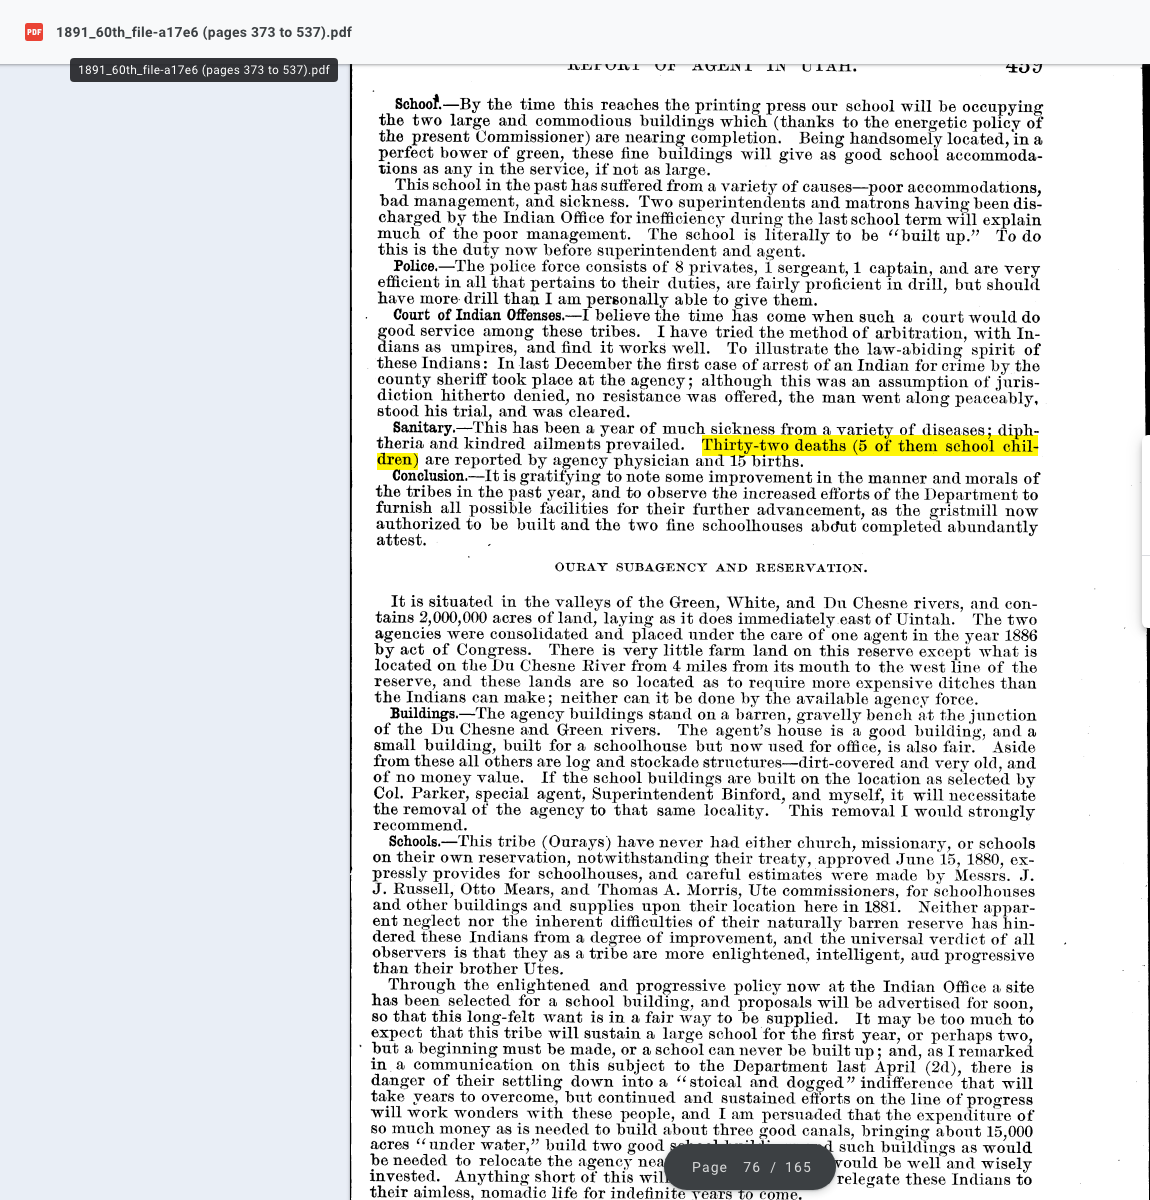 1891_60th_file-a17e6 (pages 373 to 537).pdf
1891_60th_file-a17e6 (pages 373 to 537).pdf
REPORT OF AGENT IN UTAH. 459
School.—By the time this reaches the printing press our school will be occupying
the two large and commodious buildings which (thanks to the energetic policy of
the present Commissioner) are nearing completion. Being handsomely located, in a
perfect bower of green, these fine buildings will give as good school accommoda-
tions as any in the service, if not as large.
This school in the past has suffered from a variety of causes—poor accommodations,
bad management, and sickness. Two superintendents and matrons having been dis-
charged by the Indian Office for inefficiency during the last school term will explain
much of the poor management. The school is literally to be "built up." To do
this is the duty now before superintendent and agent.
Police.—The police force consists of 8 privates, 1 sergeant, 1 captain, and are very
efficient in all that pertains to their duties, are fairly proficient in drill, but should
have more drill than I am personally able to give them.
Court of Indian Offenses.—I believe the time has come when such a court would do
good service among these tribes. I have tried the method of arbitration, with In-
dians as umpires, and find it works well. To illustrate the law-abiding spirit of
these Indians: In last December the first case of arrest of an Indian for crime by the
county sheriff took place at the agency; although this was an assumption of juris-
diction hitherto denied, no resistance was offered, the man went along peaceably,
stood his trial, and was cleared.
Sanitary.—This has been a year of much sickness from a variety of diseases; diph-
theria and kindred ailments prevailed. Thirty-two deaths (5 of them school chil-
dren) are reported by agency physician and 15 births.
Conclusion.—It is gratifying to note some improvement in the manner and morals of
the tribes in the past year, and to observe the increased efforts of the Department to
furnish all possible facilities for their further advancement, as the gristmill now
authorized to be built and the two fine schoolhouses about completed abundantly
attest.
OURAY SUBAGENCY AND RESERVATION.
It is situated in the valleys of the Green, White, and Du Chesne rivers, and con-
tains 2,000,000 acres of land, laying as it does immediately east of Uintah. The two
agencies were consolidated and placed under the care of one agent in the year 1886
by act of Congress. There is very little farm land on this reserve except what is
located on the Du Chesne River from 4 miles from its mouth to the west line of the
reserve, and these lands are so located as to require more expensive ditches than
the Indians can make; neither can it be done by the available agency force.
Buildings.—The agency buildings stand on a barren, gravelly bench at the junction
of the Du Chesne and Green rivers. The agent's house is a good building, and a
small building, built for a schoolhouse but now used for office, is also fair. Aside
from these all others are log and stockade structures—dirt-covered and very old, and
of no money value. If the school buildings are built on the location as selected by
Col. Parker, special agent, Superintendent Binford, and myself, it will necessitate
the removal of the agency to that same locality. This removal I would strongly
recommend.
Schools.—This tribe (Ourays) have never had either church, missionary, or schools
on their own reservation, notwithstanding their treaty, approved June 15, 1880, ex-
pressly provides for schoolhouses, and careful estimates were made by Messrs. J.
J. Russell, Otto Mears, and Thomas A. Morris, Ute commissioners, for schoolhouses
and other buildings and supplies upon their location here in 1881. Neither appar-
ent neglect nor the inherent difficulties of their naturally barren reserve has hin-
dered these Indians from a degree of improvement, and the universal verdict of all
observers is that they as a tribe are more enlightened, intelligent, aud progressive
than their brother Utes.
Through the enlightened and progressive policy now at the Indian Office a site
has been selected for a school building, and proposals will be advertised for soon,
so that this long-felt want is in a fair way to be supplied. It may be too much to
expect that this tribe will sustain a large school for the first year, or perhaps two,
but a beginning must be made, or a school can never be built up; and, as I remarked
in a communication on this subject to the Department last April (2d), there is
danger of their settling down into a "stoical and dogged" indifference that will
take years to overcome, but continued and sustained efforts on the line of progress
will work wonders with these people, and I am persuaded that the expenditure of
so much money as is needed to build about three good canals, bringing about 15,000
acres "under water," build two good such buildings as would
be needed to relocate the agency would be well and wisely
invested. Anything short of this relegate these Indians to
their aimless, nomadic life for indefinite years to come.
Page 76 / 165